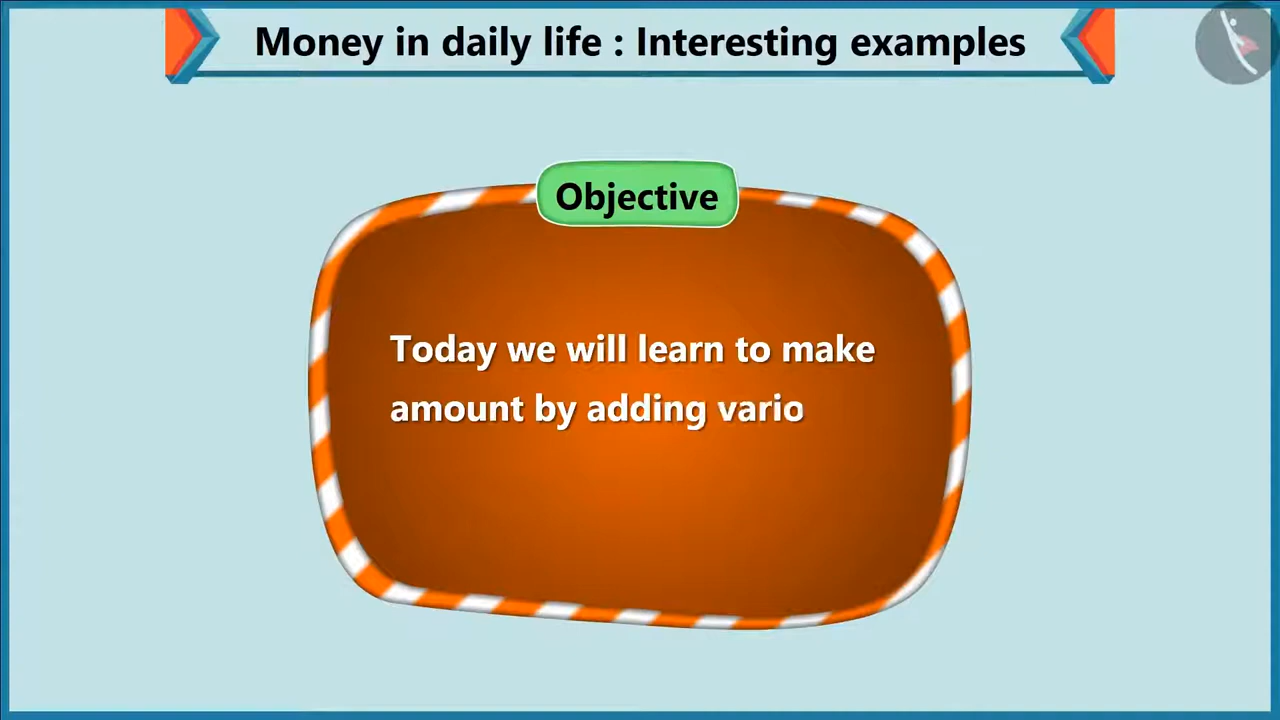 Money in daily life : Interesting examples
Objective
Today we will learn to make
amount by adding vario